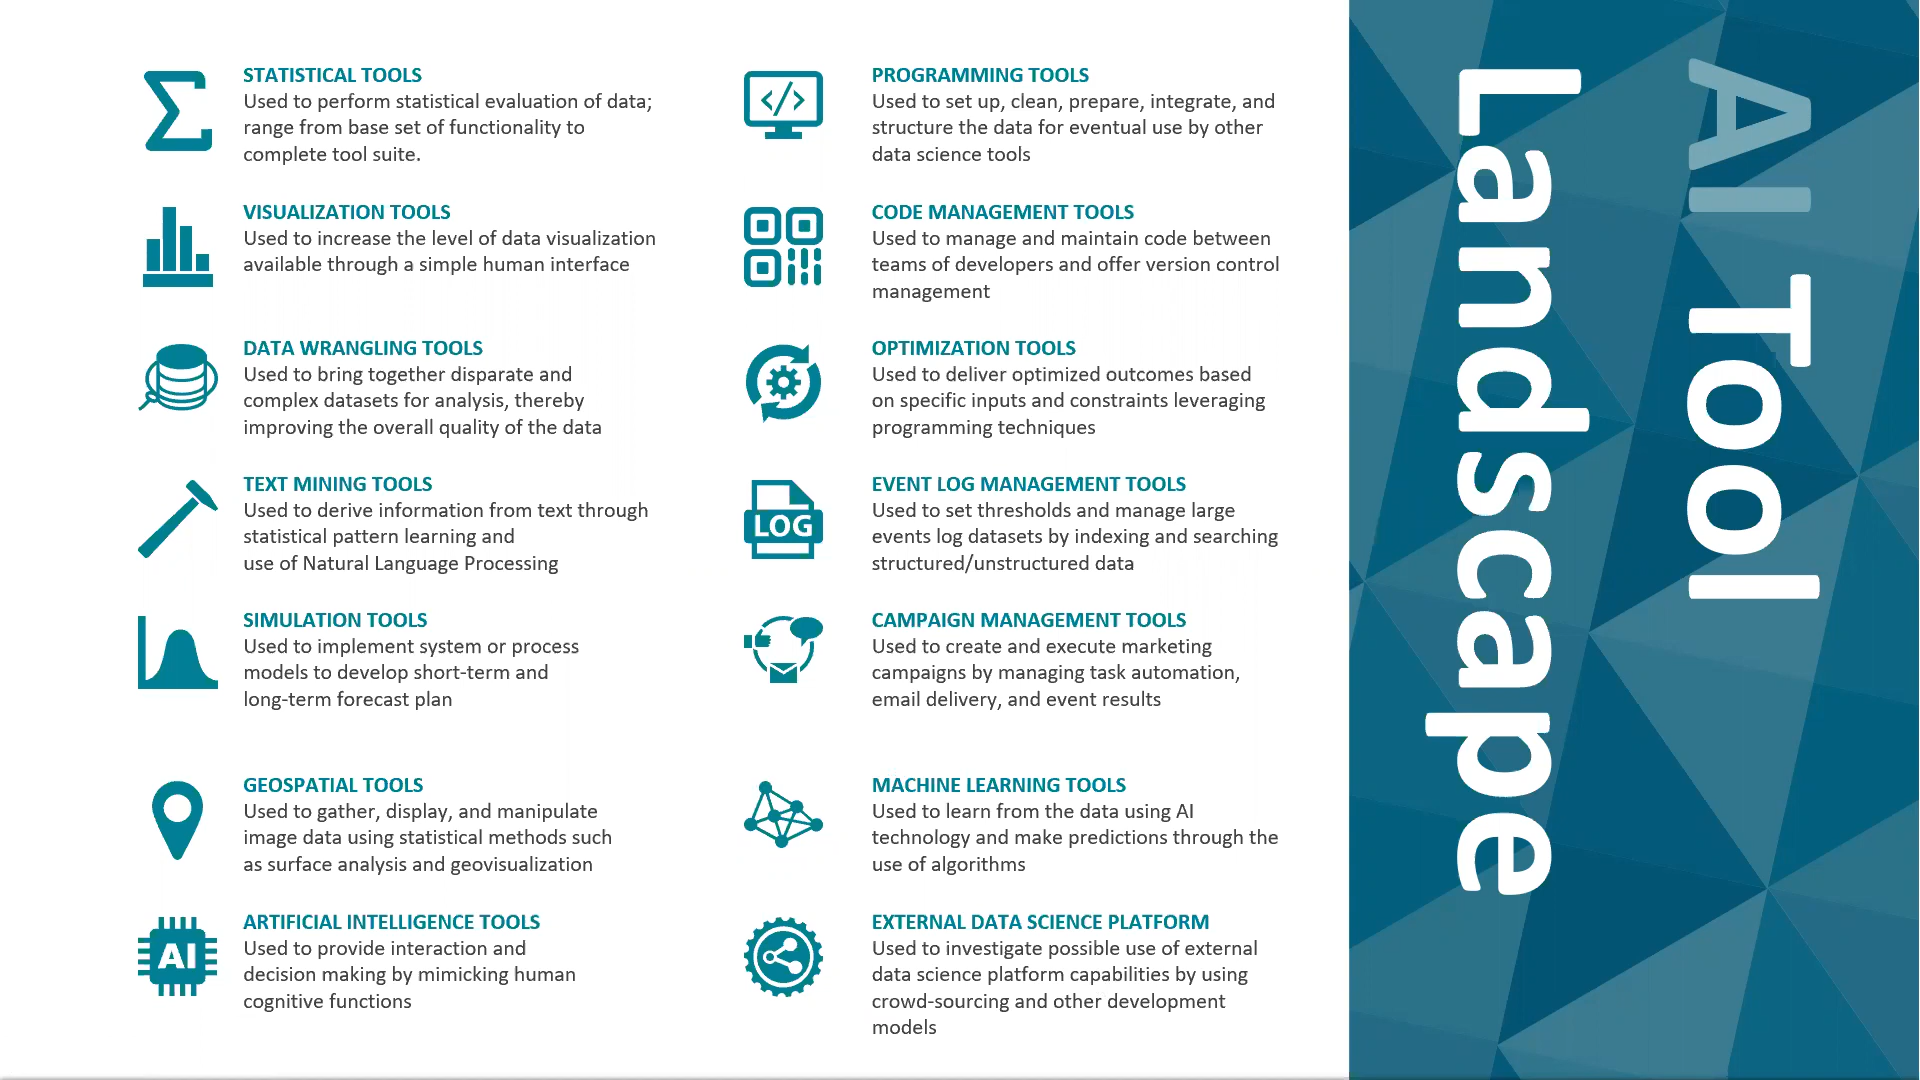 STATISTICAL TOOLS
Used to perform statistical evaluation of data;
range from base set of functionality to
complete tool suite.
VISUALIZATION TOOLS
Used to increase the level of data visualization
available through a simple human interface
DATA WRANGLING TOOLS
Used to bring together disparate and
complex datasets for analysis, thereby
improving the overall quality of the data
TEXT MINING TOOLS
Used to derive information from text through
statistical pattern learning and
use of Natural Language Processing
SIMULATION TOOLS
Used to implement system or process
models to develop short-term and
long-term forecast plan
GEOSPATIAL TOOLS
Used to gather, display, and manipulate
image data using statistical methods such
as surface analysis and geovisualization
AI
ARTIFICIAL INTELLIGENCE TOOLS
Used to provide interaction and
decision making by mimicking human
cognitive functions
</>
PROGRAMMING TOOLS
Used to set up, clean, prepare, integrate, and
structure the data for eventual use by other
data science tools
CODE MANAGEMENT TOOLS
Used to manage and maintain code between
teams of developers and offer version control
management
OPTIMIZATION TOOLS
Used to deliver optimized outcomes based
on specific inputs and constraints leveraging
programming techniques
LOG
EVENT LOG MANAGEMENT TOOLS
Used to set thresholds and manage large
events log datasets by indexing and searching
structured/unstructured data
CAMPAIGN MANAGEMENT TOOLS
Used to create and execute marketing
campaigns by managing task automation,
email delivery, and event results
MACHINE LEARNING TOOLS
Used to learn from the data using AI
technology and make predictions through the
use of algorithms
EXTERNAL DATA SCIENCE PLATFORM
Used to investigate possible use of external
data science platform capabilities by using
crowd-sourcing and other development
models
AI Tool
Landscape